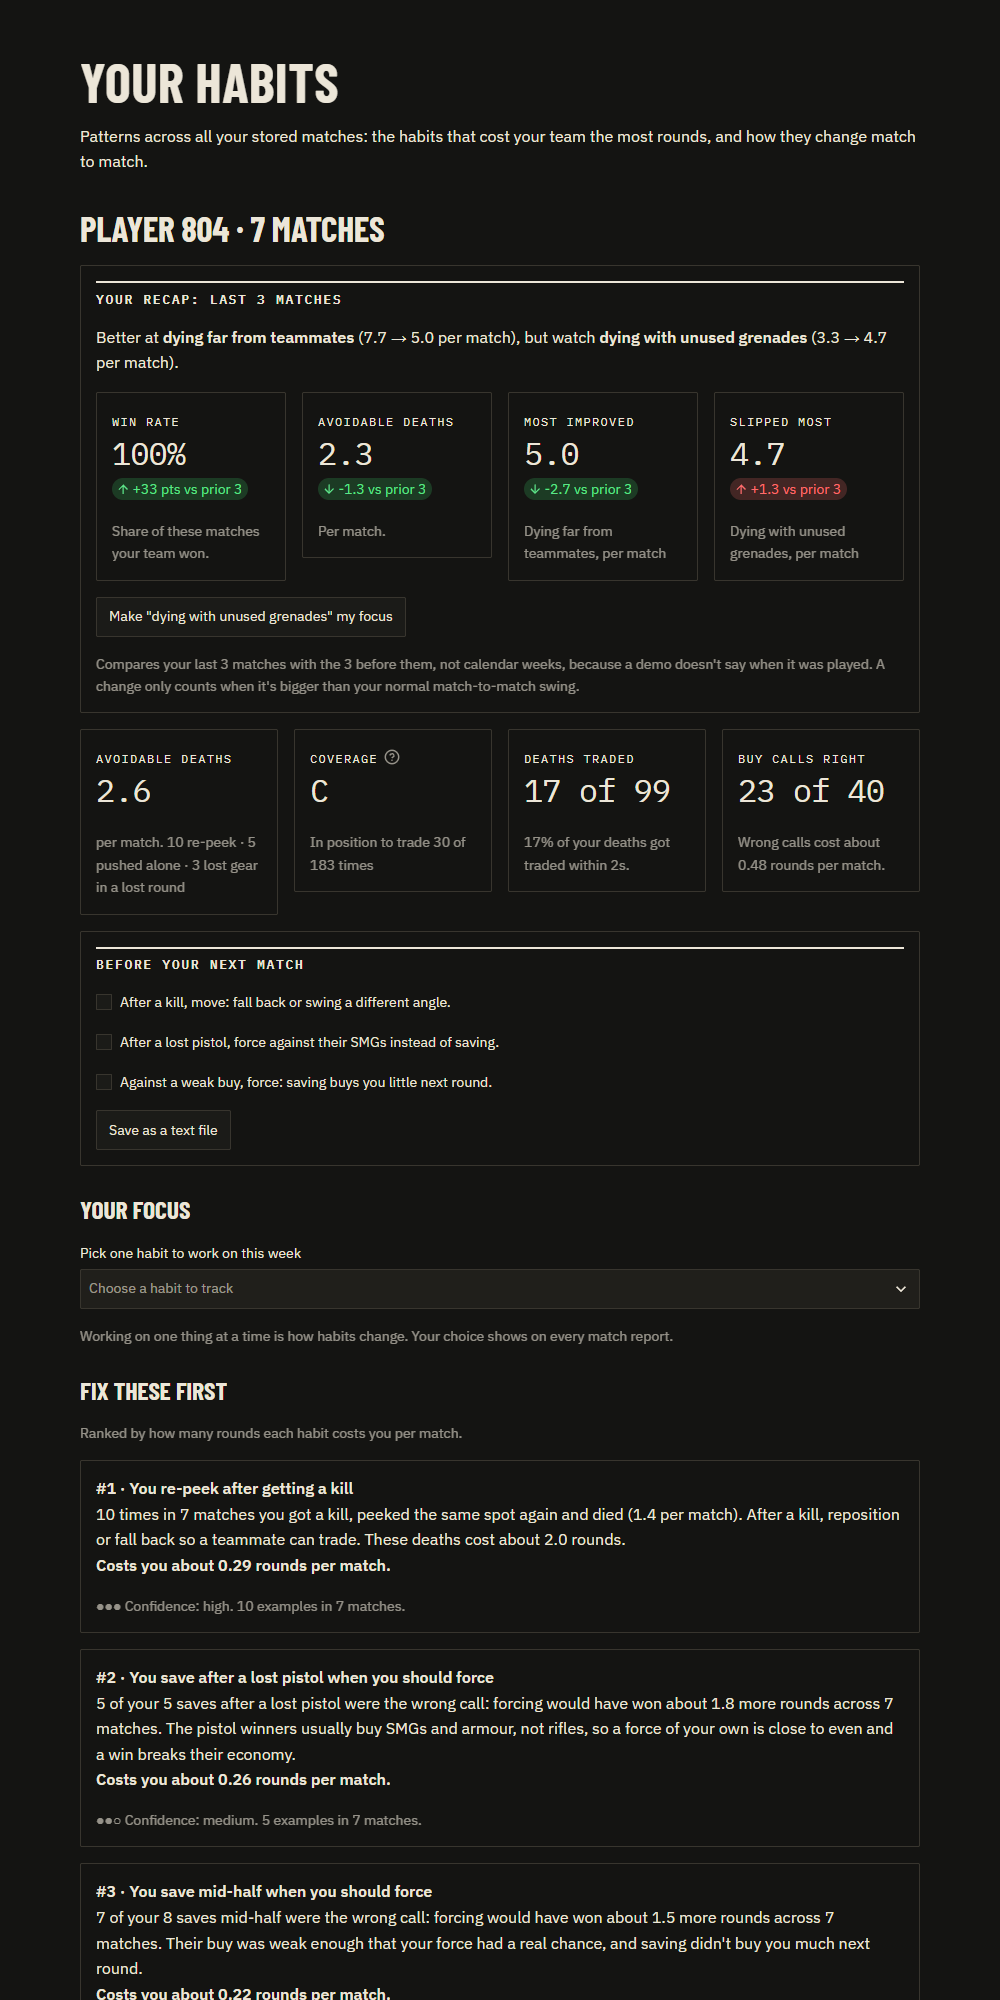 YOUR HABITS
Patterns across all your stored matches: the habits that cost your team the most rounds, and how they change match
to match.
PLAYER 804 · 7 MATCHES
YOUR RECAP: LAST 3 MATCHES
Better at dying far from teammates (7.7 → 5.0 per match), but watch dying with unused grenades (3.3 → 4.7
per match).
WIN RATE
100%
↑ +33 pts vs prior 3
Share of these matches
your team won.
AVOIDABLE DEATHS
2.3
↓ -1.3 vs prior 3
Per match.
MOST IMPROVED
5.0
↓ -2.7 vs prior 3
Dying far from
teammates, per match
SLIPPED MOST
4.7
↑ +1.3 vs prior 3
Dying with unused
grenades, per match
Make "dying with unused grenades" my focus
Compares your last 3 matches with the 3 before them, not calendar weeks, because a demo doesn't say when it was played. A
change only counts when it's bigger than your normal match-to-match swing.
AVOIDABLE DEATHS
2.6
per match. 10 re-peek · 5
pushed alone · 3 lost gear
in a lost round
COVERAGE ?
C
In position to trade 30 of
183 times
DEATHS TRADED
17 of 99
17% of your deaths got
traded within 2s.
BUY CALLS RIGHT
23 of 40
Wrong calls cost about
0.48 rounds per match.
BEFORE YOUR NEXT MATCH
After a kill, move: fall back or swing a different angle.
After a lost pistol, force against their SMGs instead of saving.
Against a weak buy, force: saving buys you little next round.
Save as a text file
YOUR FOCUS
Pick one habit to work on this week
Choose a habit to track
Working on one thing at a time is how habits change. Your choice shows on every match report.
FIX THESE FIRST
Ranked by how many rounds each habit costs you per match.
#1 · You re-peek after getting a kill
10 times in 7 matches you got a kill, peeked the same spot again and died (1.4 per match). After a kill, reposition
or fall back so a teammate can trade. These deaths cost about 2.0 rounds.
Costs you about 0.29 rounds per match.
●●● Confidence: high. 10 examples in 7 matches.
#2 · You save after a lost pistol when you should force
5 of your 5 saves after a lost pistol were the wrong call: forcing would have won about 1.8 more rounds across 7
matches. The pistol winners usually buy SMGs and armour, not rifles, so a force of your own is close to even and
a win breaks their economy.
Costs you about 0.26 rounds per match.
●●○ Confidence: medium. 5 examples in 7 matches.
#3 · You save mid-half when you should force
7 of your 8 saves mid-half were the wrong call: forcing would have won about 1.5 more rounds across 7
matches. Their buy was weak enough that your force had a real chance, and saving didn't buy you much next
round.
Costs you about 0.22 rounds per match.